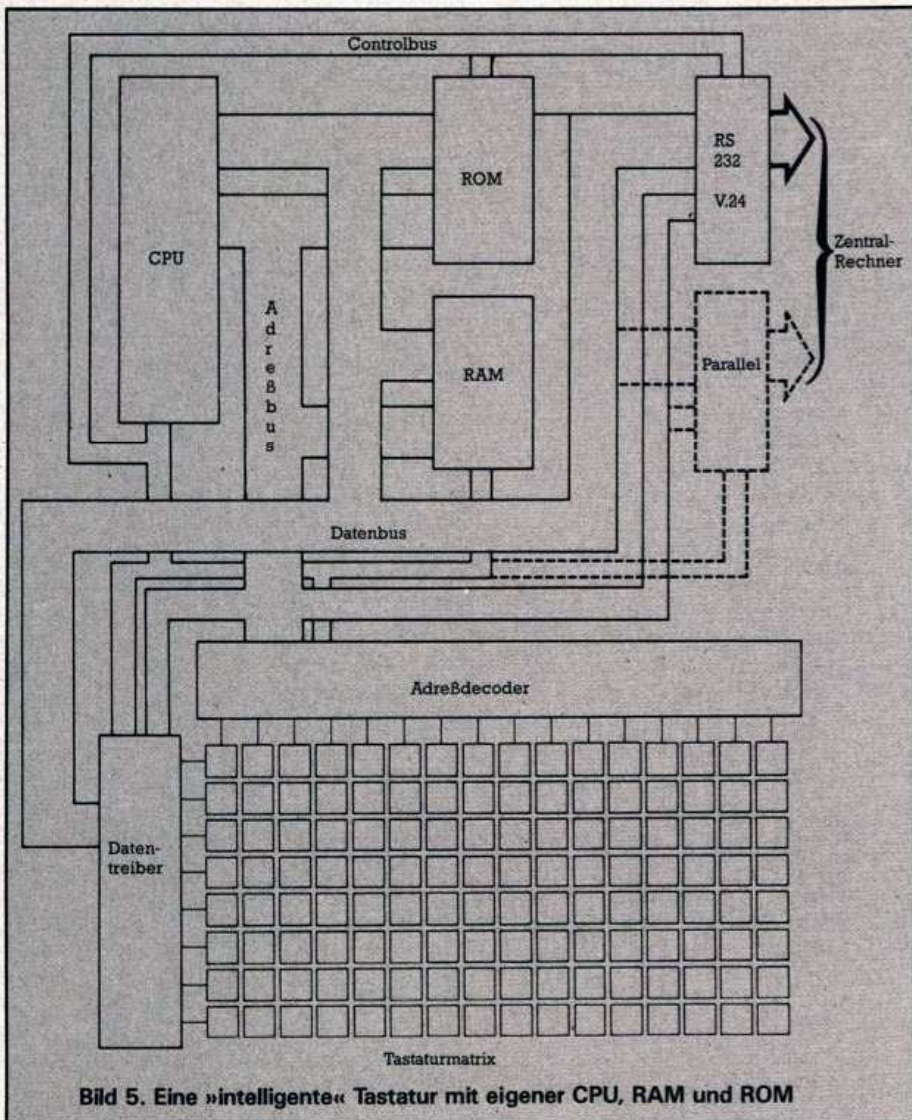 Controlbus
CPU
ROM
RS
232
V.24
Zentral-
Rechner
Adreßbus
RAM
Parallel
Datenbus
Adreßdecoder
Daten-
treiber
Tastaturmatrix
Bild 5. Eine »intelligente« Tastatur mit eigener CPU, RAM und ROM